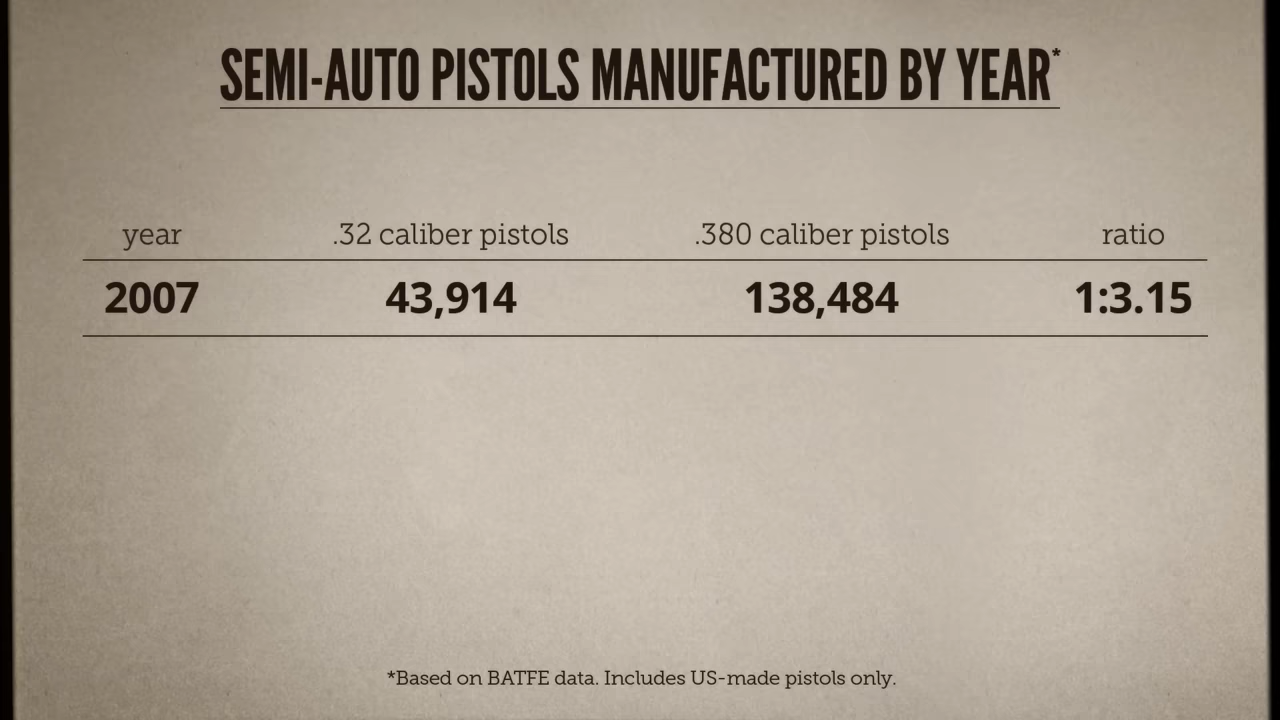 SEMI-AUTO PISTOLS MANUFACTURED BY YEAR*
year .32 caliber pistols .380 caliber pistols ratio
2007 43,914 138,484 1:3.15
*Based on BATFE data. Includes US-made pistols only.